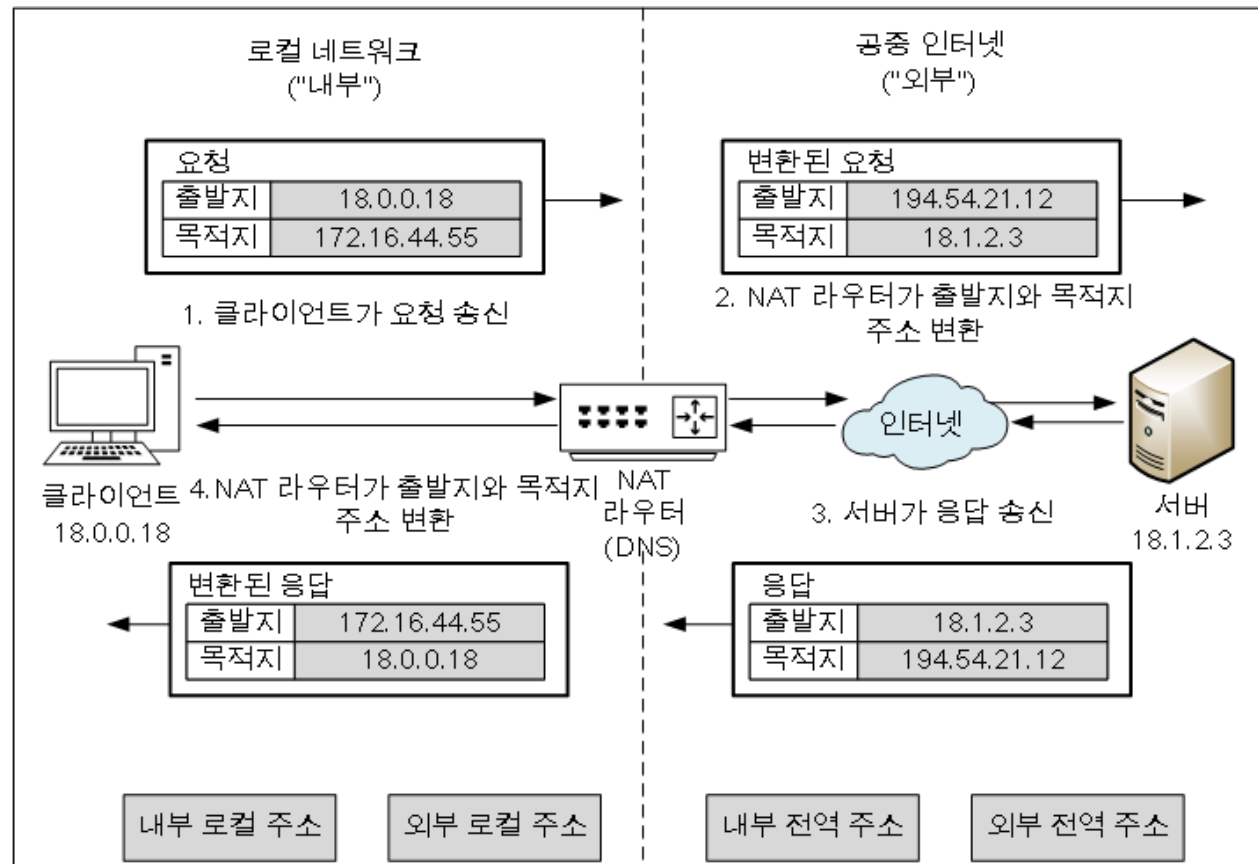 로컬 네트워크
("내부")
공중 인터넷
("외부")
요청
출발지 18.0.0.18
목적지 172.16.44.55
변환된 요청
출발지 194.54.21.12
목적지 18.1.2.3
1. 클라이언트가 요청 송신
2. NAT 라우터가 출발지와 목적지
주소 변환
인터넷
클라이언트
18.0.0.18
4.NAT 라우터가 출발지와 목적지
주소 변환
NAT
라우터
(DNS)
3. 서버가 응답 송신
서버
18.1.2.3
변환된 응답
출발지 172.16.44.55
목적지 18.0.0.18
응답
출발지 18.1.2.3
목적지 194.54.21.12
내부 로컬 주소
외부 로컬 주소
내부 전역 주소
외부 전역 주소